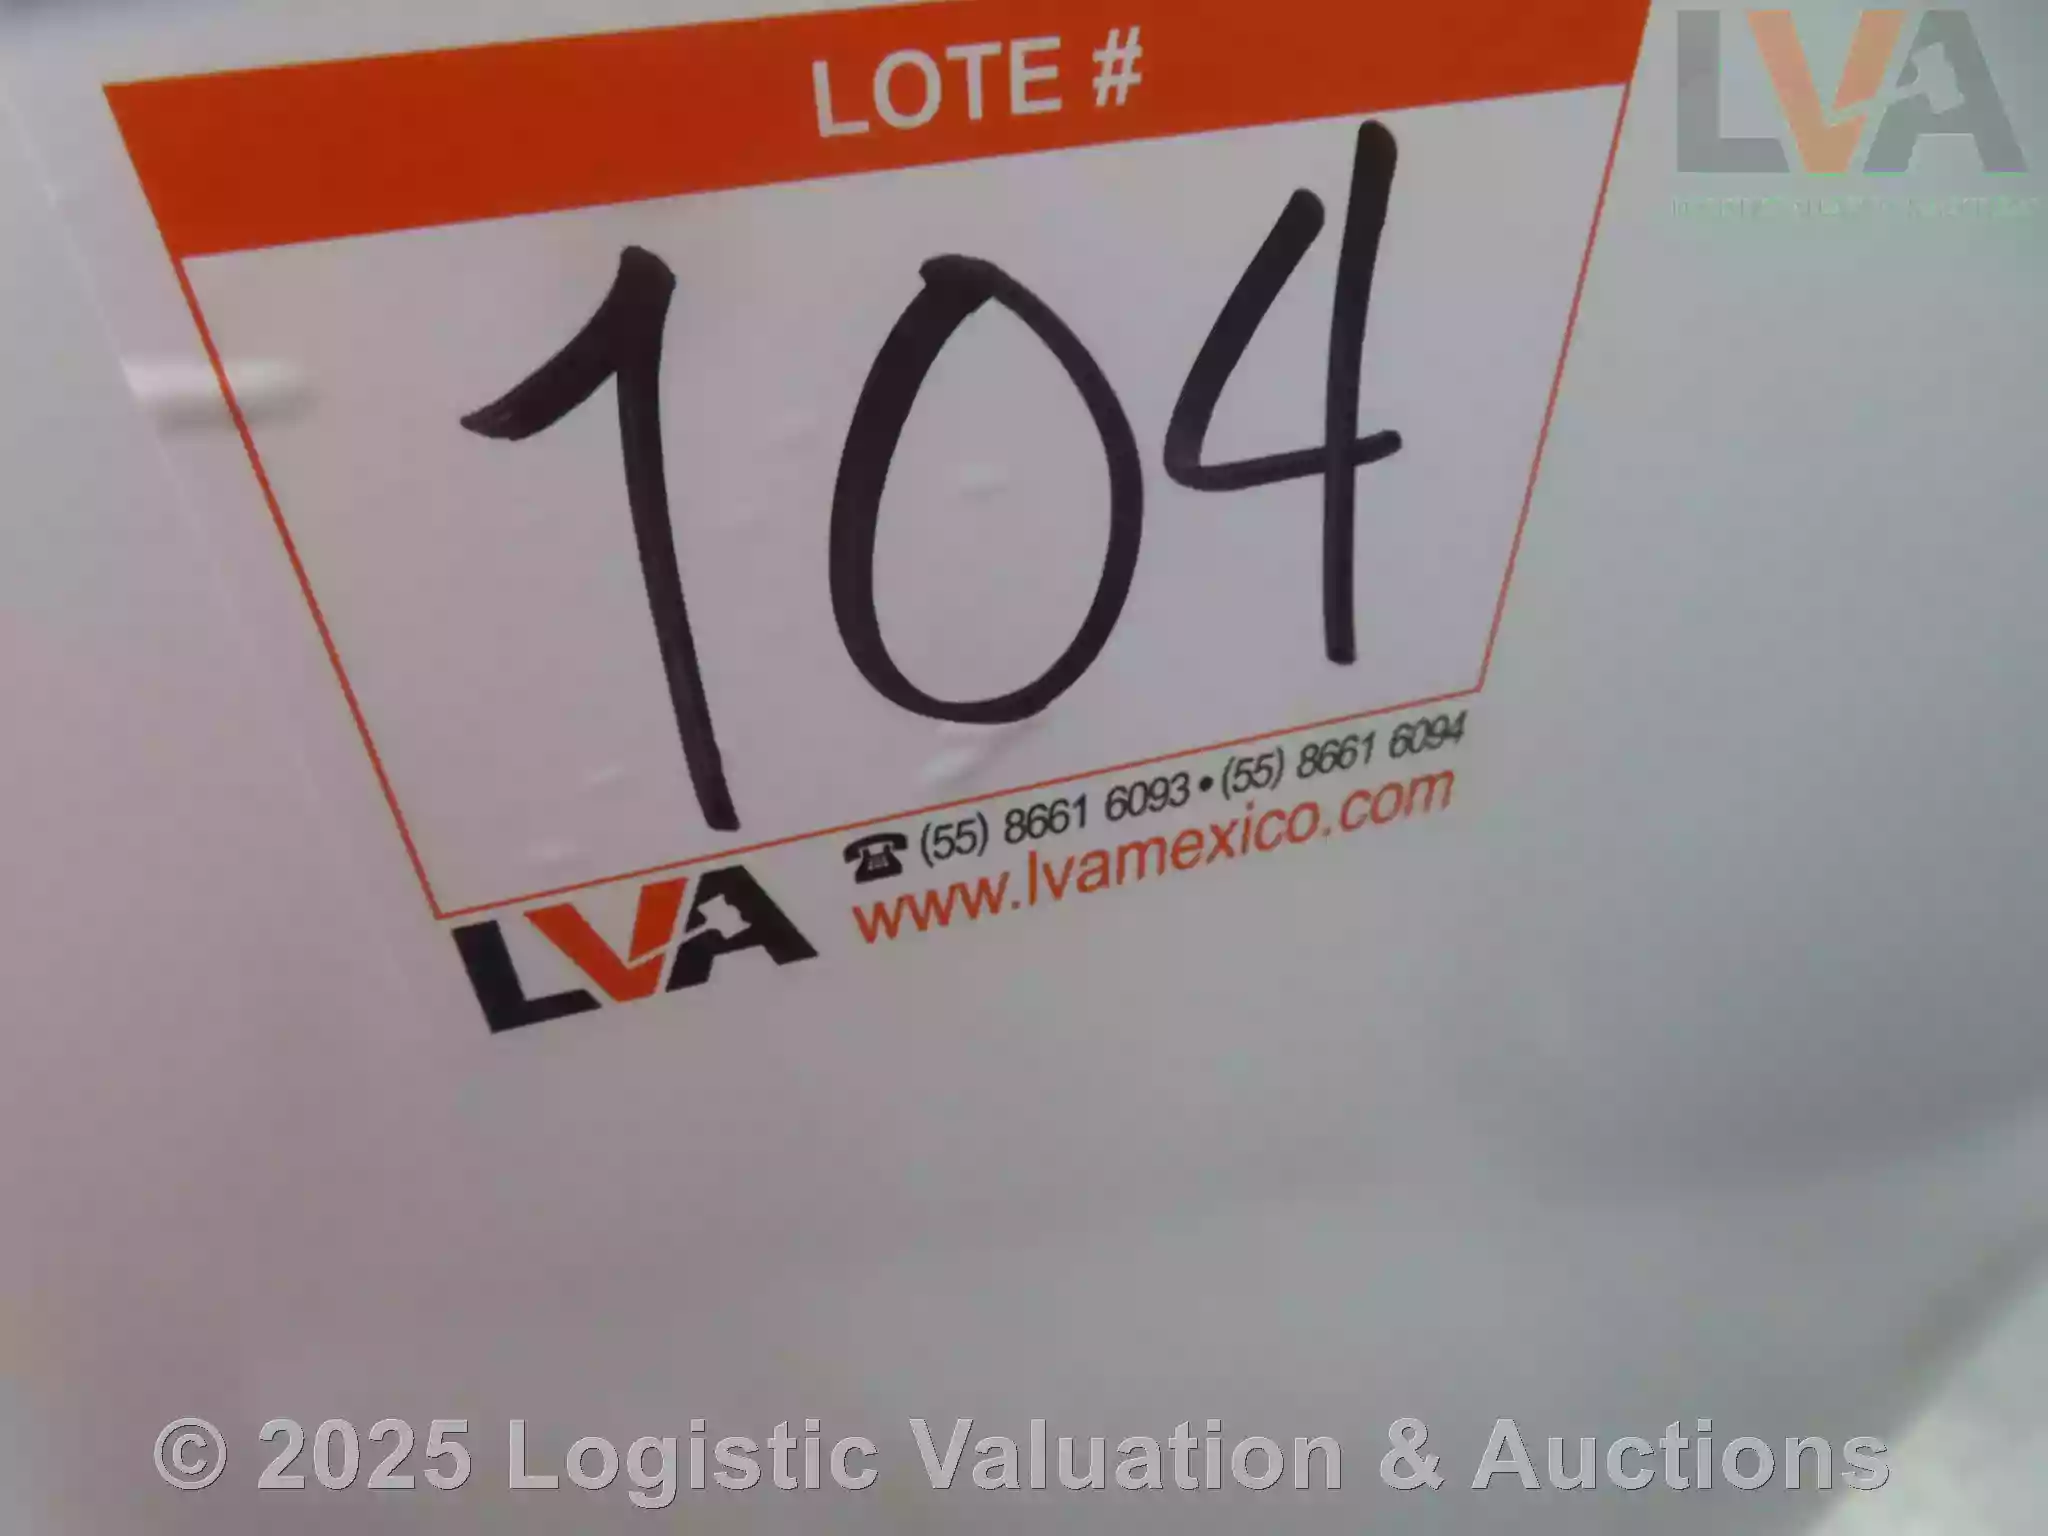 LOTE #
LVA
104
(55) 8661 6093 • (55) 8661 6094
www.lvamexico.com
LVA
© 2025 Logistic Valuation & Auctions